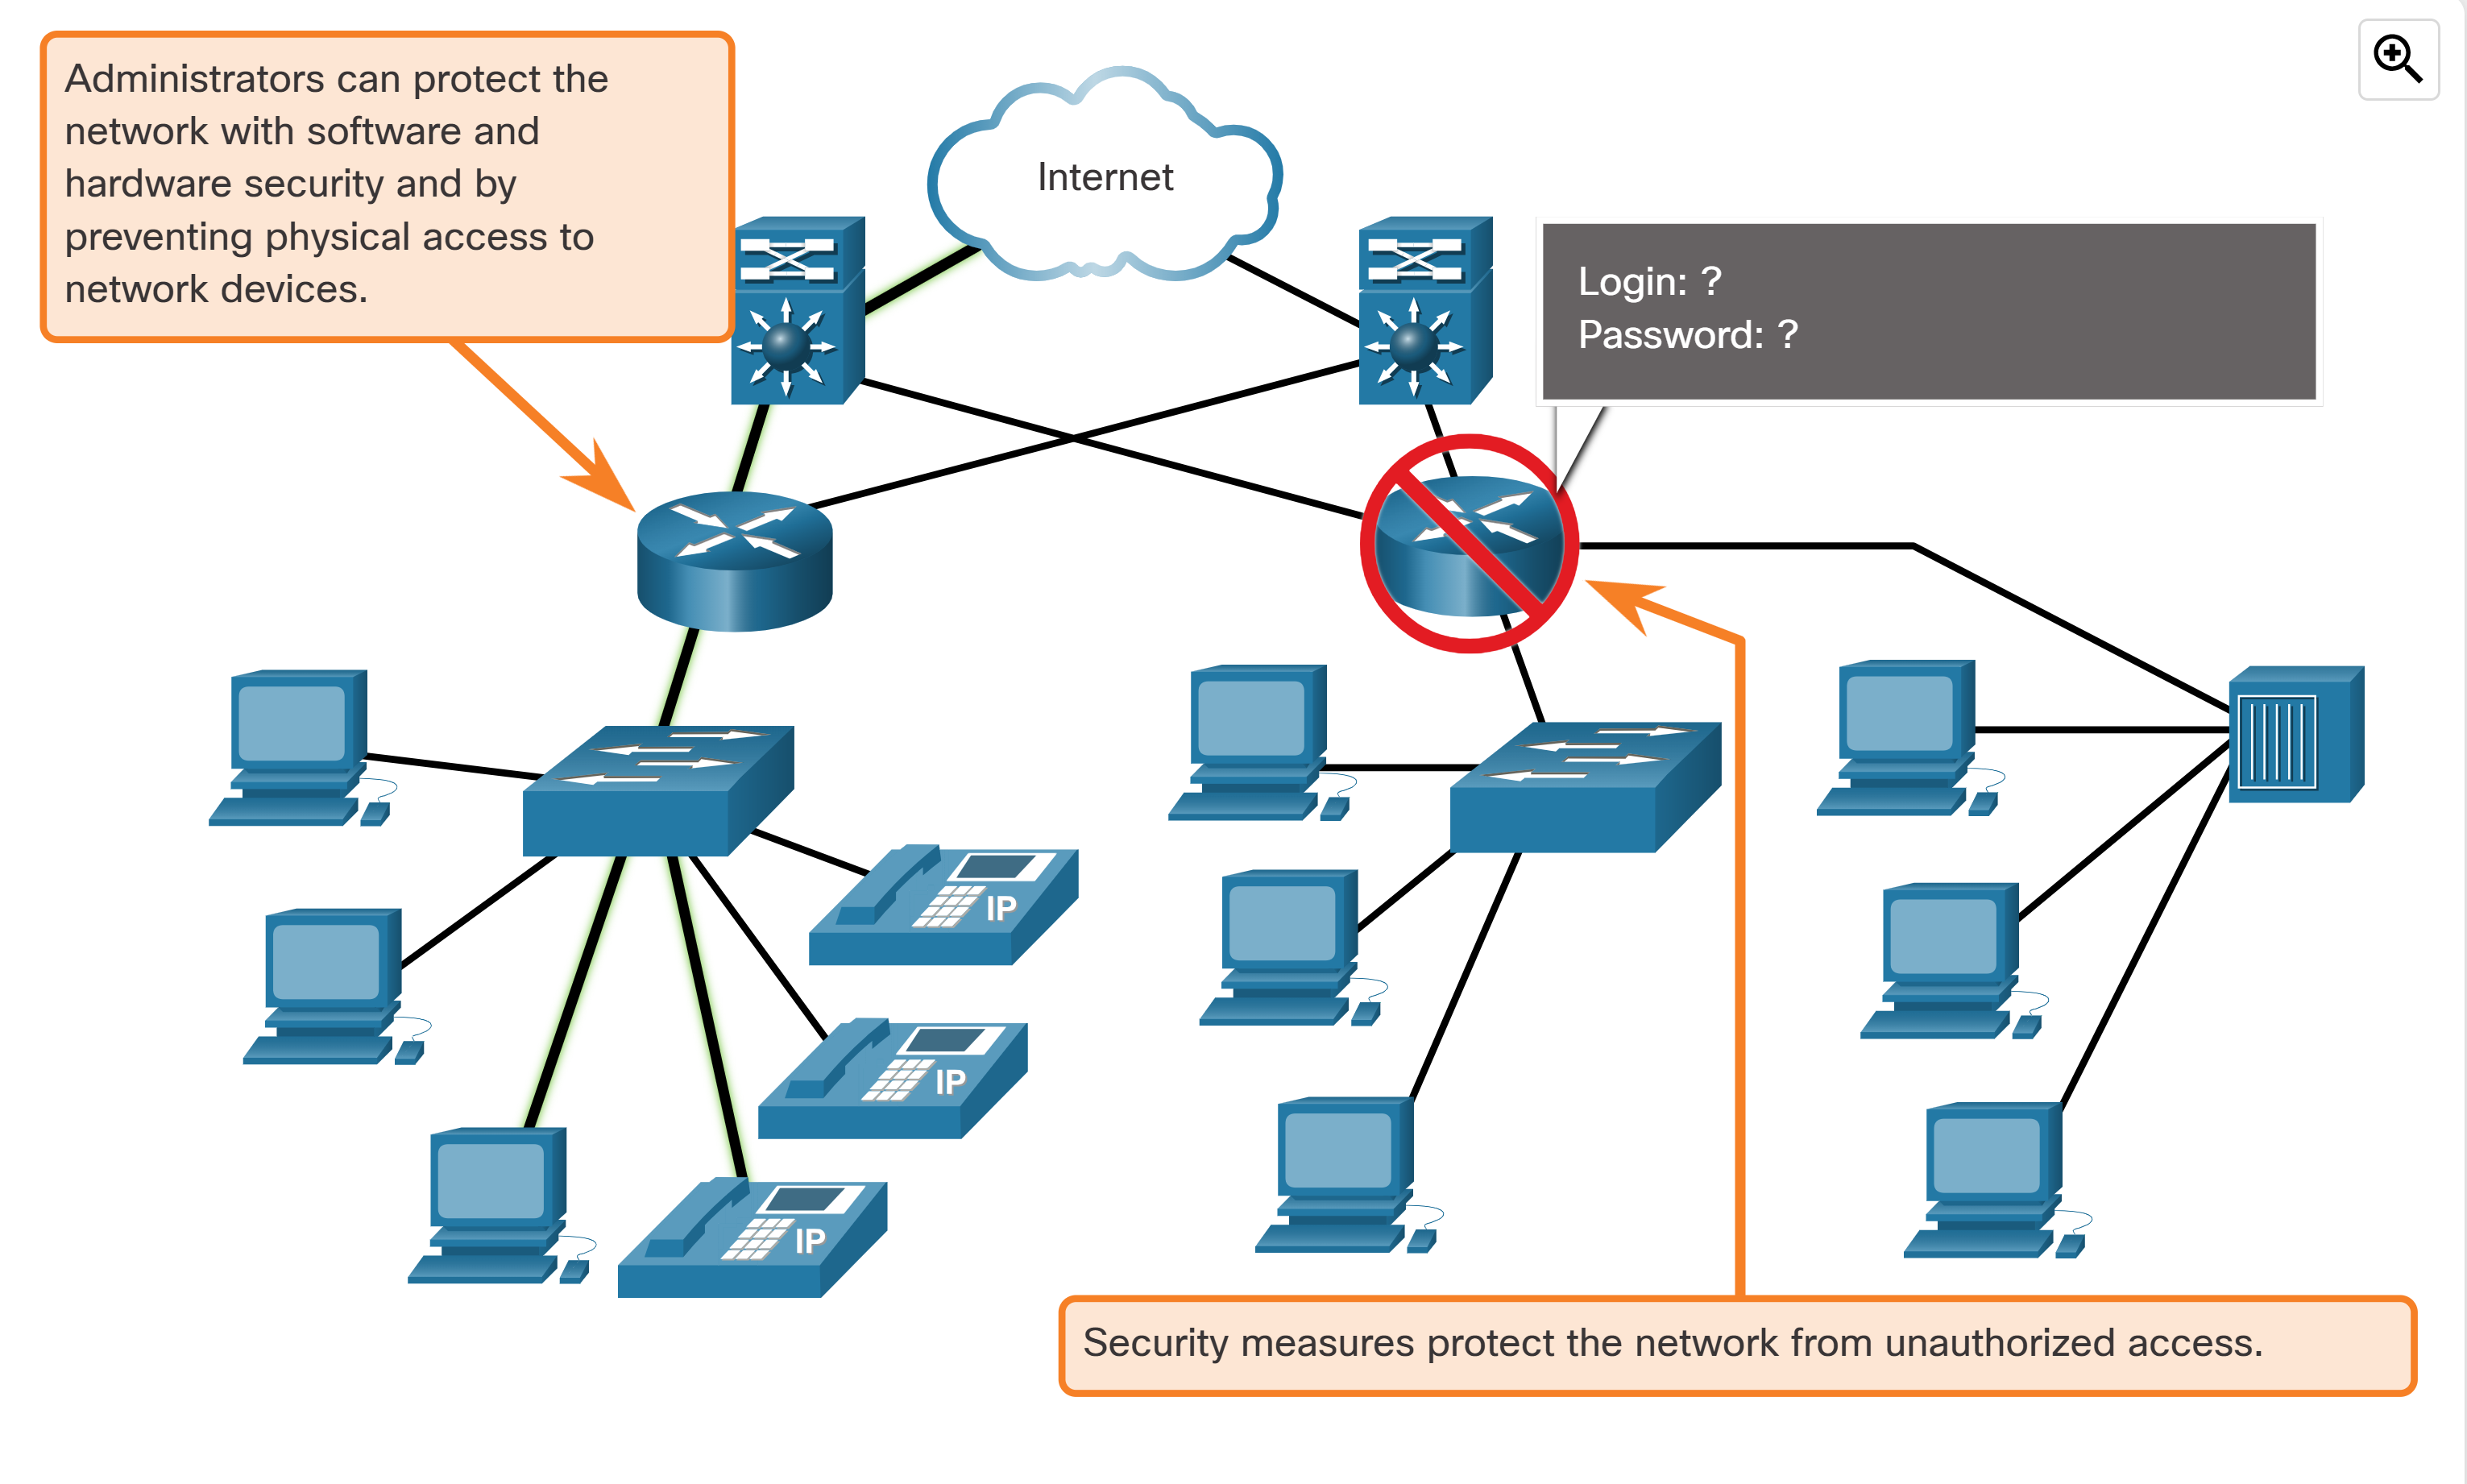 Administrators can protect the
network with software and
hardware security and by
preventing physical access to
network devices.
Internet
Login: ?
Password: ?
IP
IP
IP
Security measures protect the network from unauthorized access.